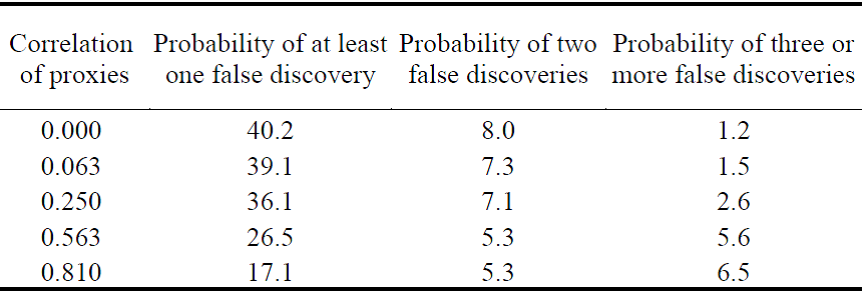 Correlation Probability of at least Probability of two Probability of three or
of proxies one false discovery false discoveries more false discoveries
0.000 40.2 8.0 1.2
0.063 39.1 7.3 1.5
0.250 36.1 7.1 2.6
0.563 26.5 5.3 5.6
0.810 17.1 5.3 6.5